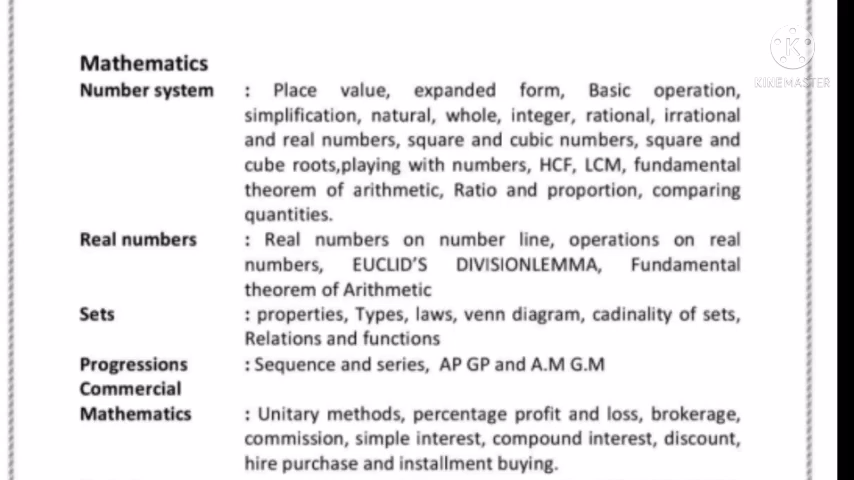 Mathematics
Number system : Place value, expanded form, Basic operation,
simplification, natural, whole, integer, rational, irrational
and real numbers, square and cubic numbers, square and
cube roots,playing with numbers, HCF, LCM, fundamental
theorem of arithmetic, Ratio and proportion, comparing
quantities.
Real numbers : Real numbers on number line, operations on real
numbers, EUCLID'S DIVISIONLEMMA, Fundamental
theorem of Arithmetic
Sets : properties, Types, laws, venn diagram, cadinality of sets,
Relations and functions
Progressions : Sequence and series, AP GP and A.M G.M
Commercial
Mathematics : Unitary methods, percentage profit and loss, brokerage,
commission, simple interest, compound interest, discount,
hire purchase and installment buying.
K
KINEMASTER